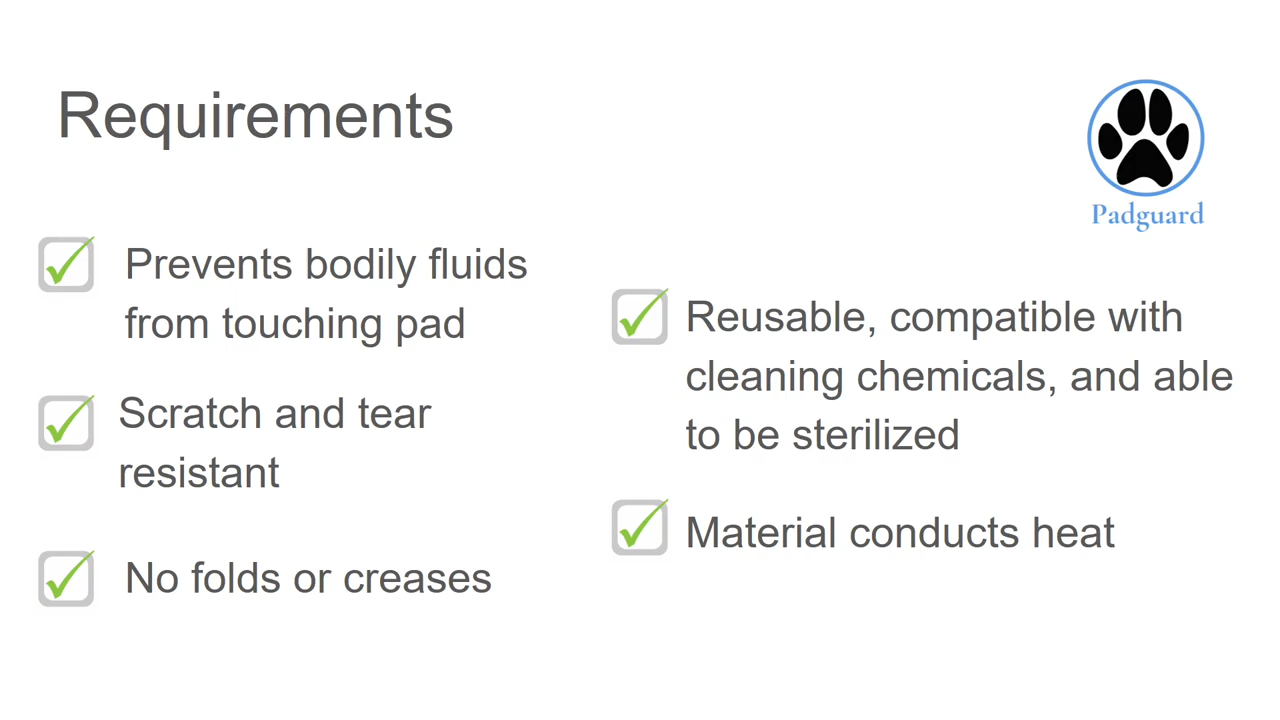 Requirements
Padguard
Prevents bodily fluids
from touching pad
Scratch and tear
resistant
No folds or creases
Reusable, compatible with
cleaning chemicals, and able
to be sterilized
Material conducts heat